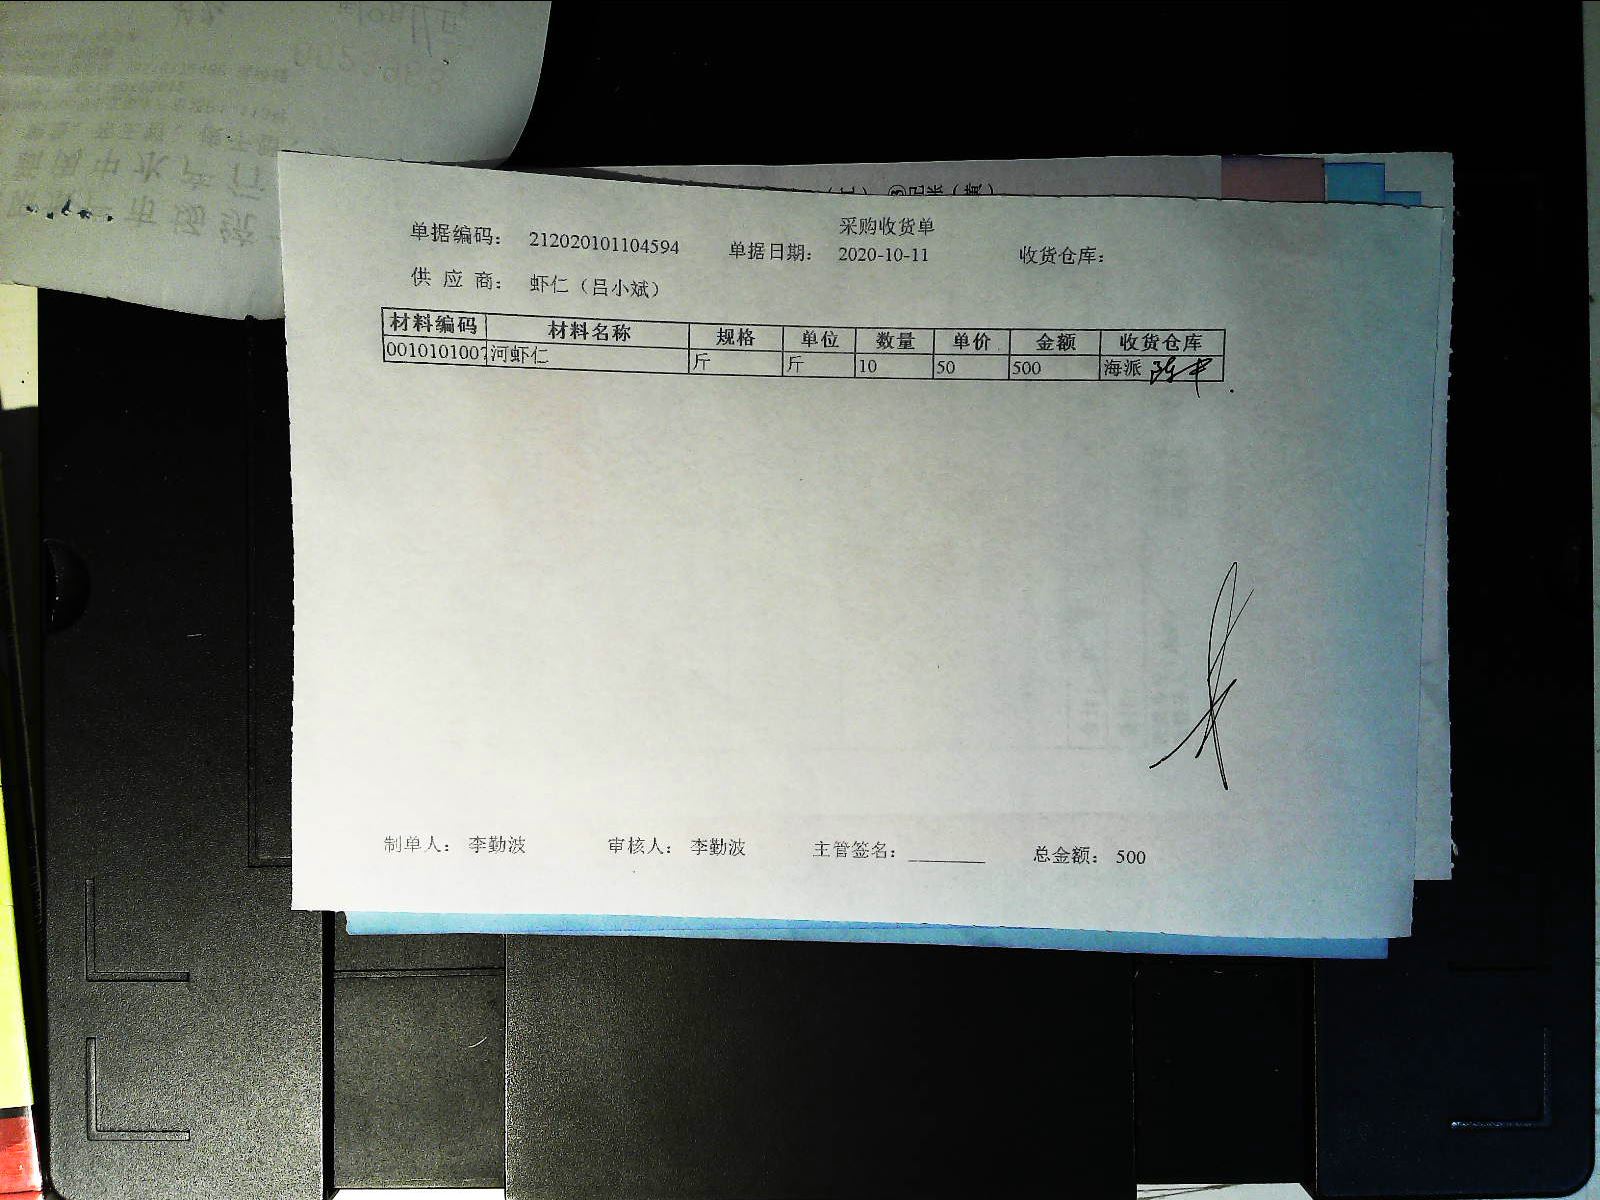 采购收货单
单据编码： 212020101104594 单据日期： 2020-10-11 收货仓库：
供 应 商： 虾仁（吕小斌）
材料编码 材料名称 规格 单位 数量 单价 金额 收货仓库
001010100 河虾仁 斤 斤 10 50 500 海派
制单人： 李勤波 审核人： 李勤波 主管签名： 总金额： 500